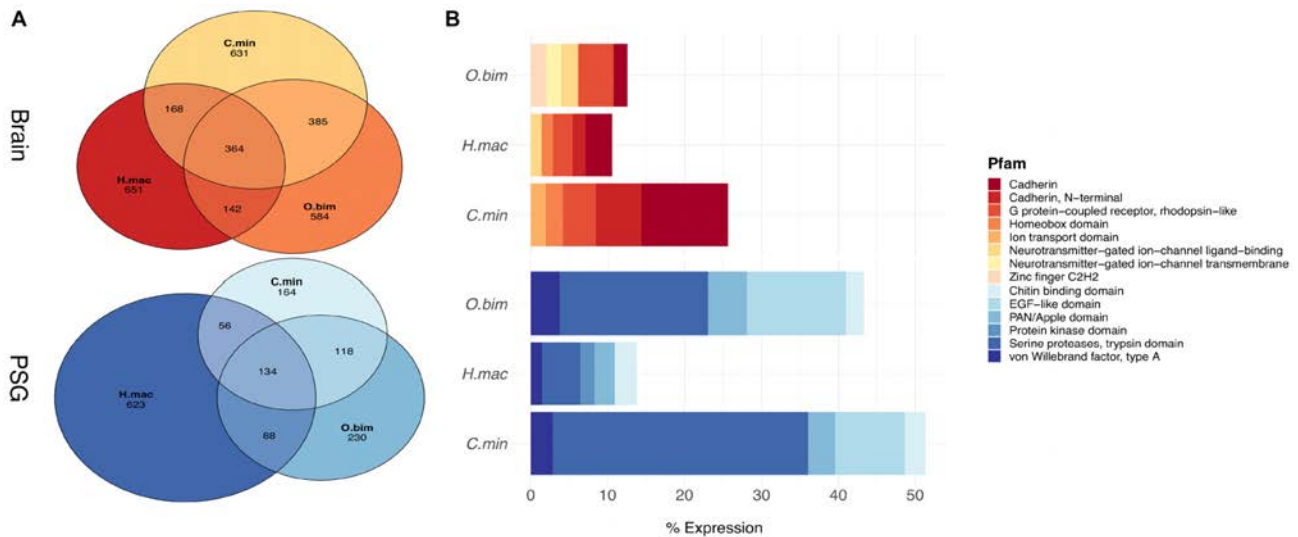 A
B
Brain
C.min
631
168
385
364
H.mac
651
142
O.bim
584
PSG
C.min
164
56
118
134
H.mac
623
88
O.bim
230
O.bim
H.mac
C.min
O.bim
H.mac
C.min
0
10
20
30
40
50
% Expression
Pfam
Cadherin
Cadherin, N-terminal
G protein-coupled receptor, rhodopsin-like
Homeobox domain
Ion transport domain
Neurotransmitter-gated ion-channel ligand-binding
Neurotransmitter-gated ion-channel transmembrane
Zinc finger C2H2
Chitin binding domain
EGF-like domain
PAN/Apple domain
Protein kinase domain
Serine proteases, trypsin domain
von Willebrand factor, type A